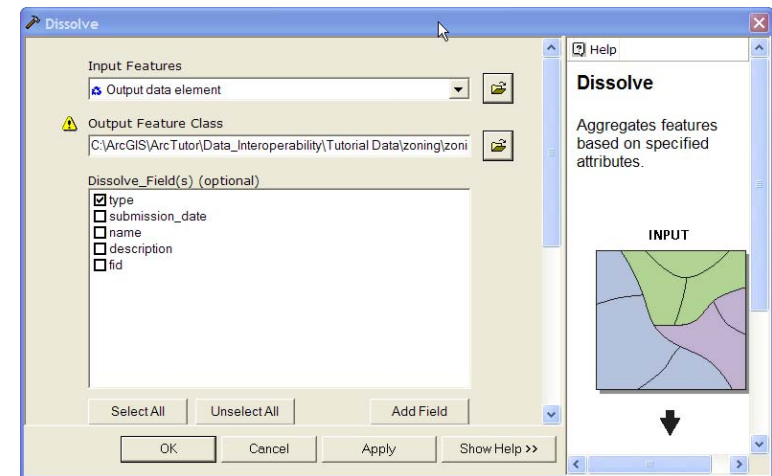 Dissolve
Input Features
Output data element
Output Feature Class
C:\ArcGIS\ArcTutor\Data_Interoperability\Tutorial Data\zoning\zoni
Dissolve_Field(s) (optional)
type
submission_date
name
description
fid
Select All
Unselect All
Add Field
OK
Cancel
Apply
Show Help >>
Help
Dissolve
Aggregates features
based on specified
attributes.
INPUT